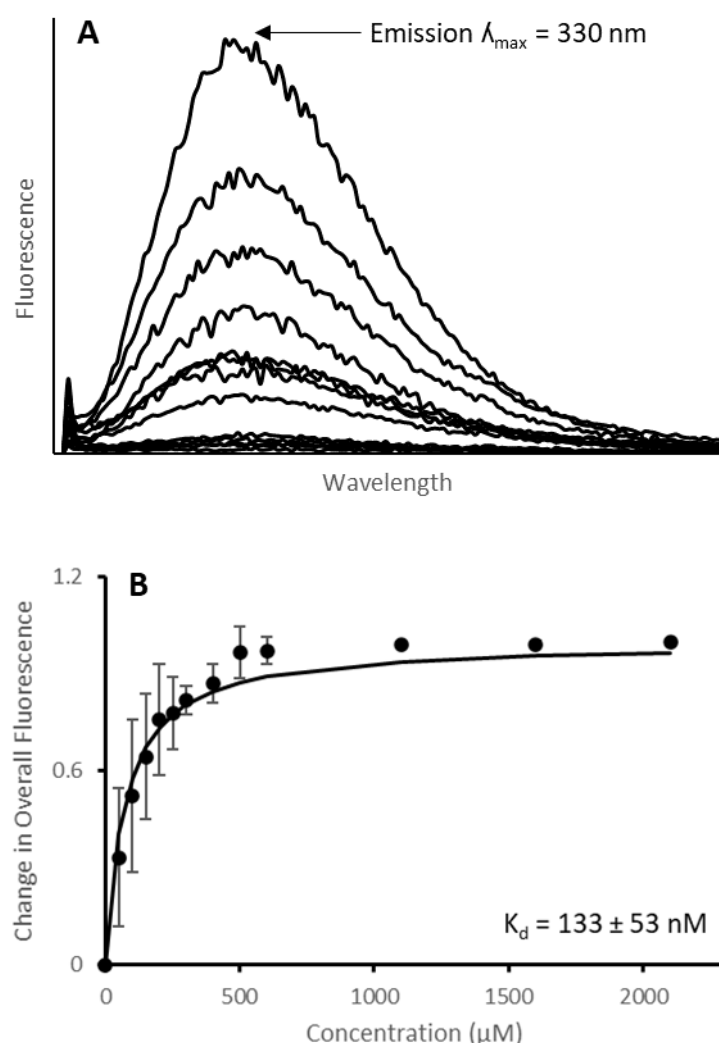 A
Emission ʎmax = 330 nm
Fluorescence
Wavelength
B
1.2
0.6
0
Change in Overall Fluorescence
Kd = 133 ± 53 nM
0 500 1000 1500 2000
Concentration (µM)